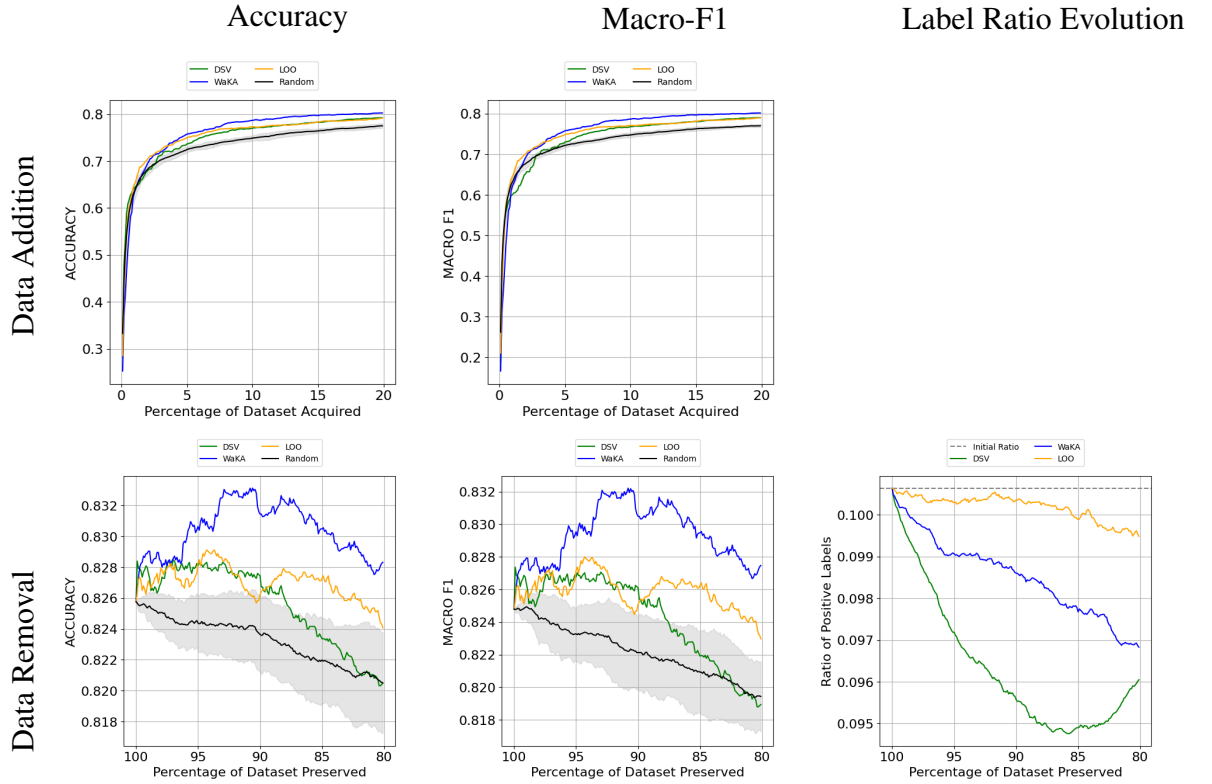 Accuracy
Macro-F1
Label Ratio Evolution
Data Addition
DSV
WaKA
LOO
Random
ACCURACY
0.8
0.7
0.6
0.5
0.4
0.3
0
5
10
15
20
Percentage of Dataset Acquired
DSV
WaKA
LOO
Random
MACRO F1
0.8
0.7
0.6
0.5
0.4
0.3
0.2
0
5
10
15
20
Percentage of Dataset Acquired
Data Removal
DSV
WaKA
LOO
Random
ACCURACY
0.832
0.830
0.828
0.826
0.824
0.822
0.820
0.818
100
95
90
85
80
Percentage of Dataset Preserved
DSV
WaKA
LOO
Random
MACRO F1
0.832
0.830
0.828
0.826
0.824
0.822
0.820
0.818
100
95
90
85
80
Percentage of Dataset Preserved
Initial Ratio
DSV
WaKA
LOO
Ratio of Positive Labels
0.100
0.099
0.098
0.097
0.096
0.095
100
95
90
85
80
Percentage of Dataset Preserved